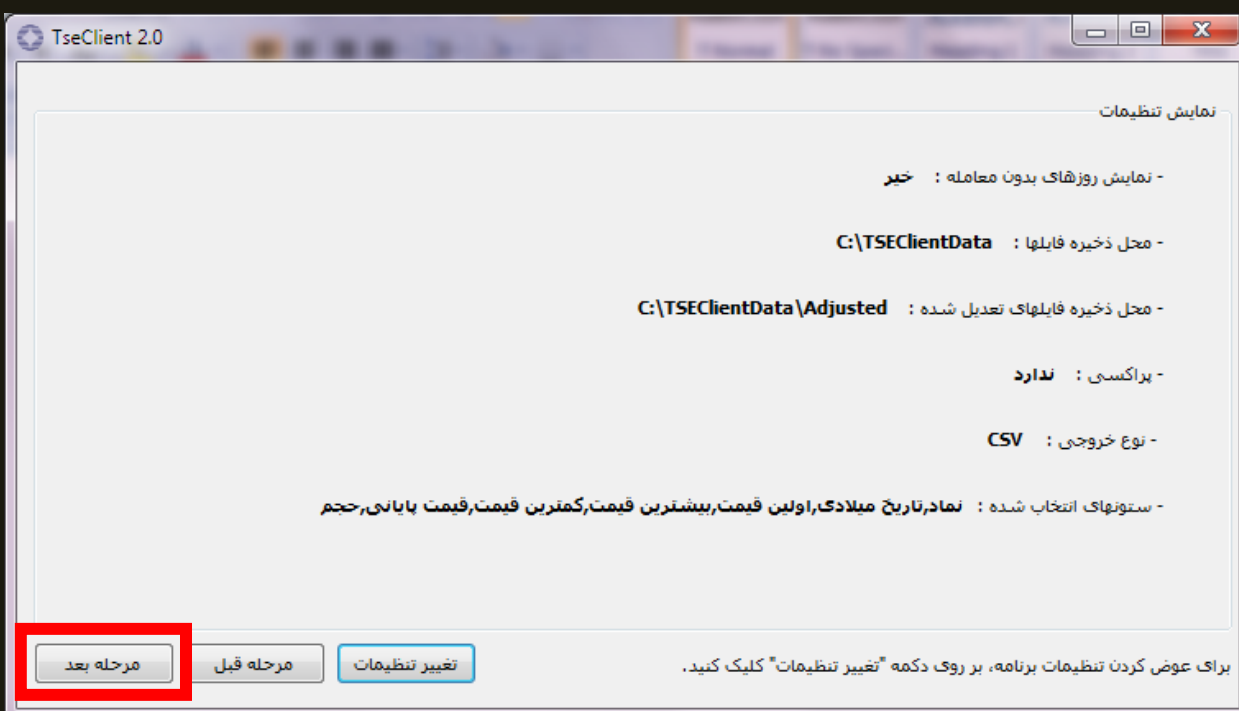 TseClient 2.0
نمایش تنظیمات
- نمایش روزهای بدون معامله : خیر
- محل ذخیره فایلها : C:\TSEClientData
- محل ذخیره فایلهای تعدیل شده : C:\TSEClientData\Adjusted
- پراکسی : ندارد
- نوع خروجی : CSV
- ستونهای انتخاب شده : نماد,تاریخ میلادی,اولین قیمت,بیشترین قیمت,کمترین قیمت,قیمت پایانی,حجم
برای عوض کردن تنظیمات برنامه، بر روی دکمه "تغییر تنظیمات" کلیک کنید. تغییر تنظیمات مرحله قبل مرحله بعد